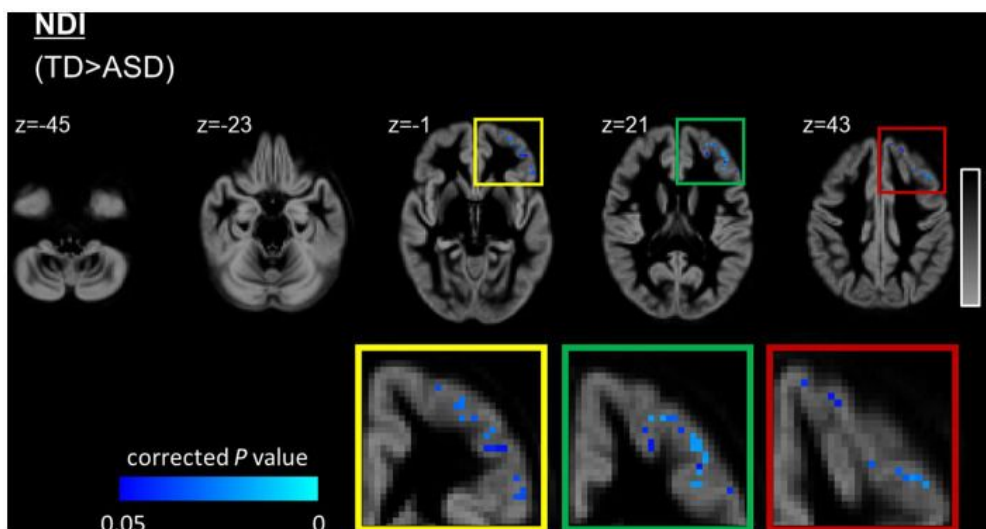 NDI
(TD>ASD)
z=-45
z=-23
z=-1
z=21
z=43
corrected P value
0.05
0